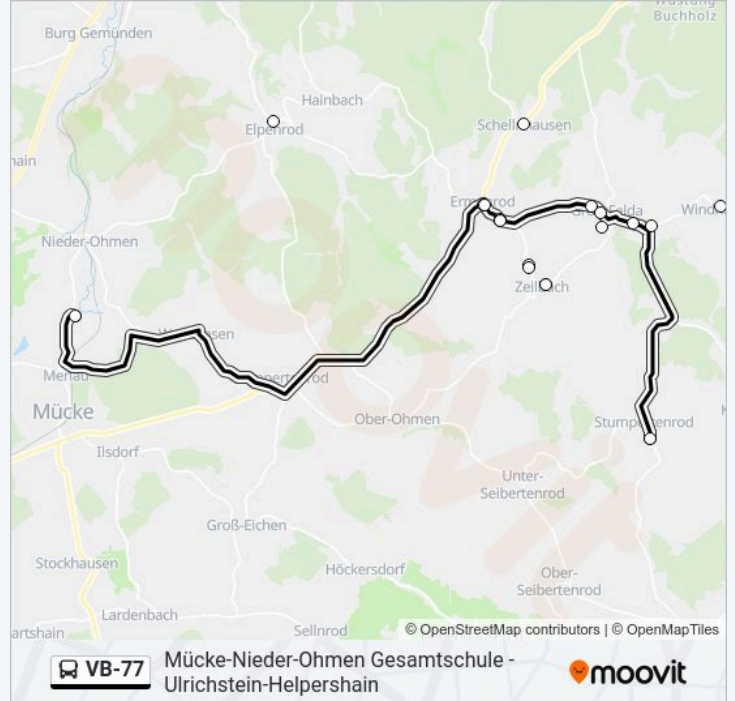 Wüstung
Buchholz
Burg Gemünden
Hainbach
Elpenrod
Schellnhausen
hain
Ermenrod
Groß-Felda
Wind
Nieder-Ohmen
Zeilbach
Merlau
Mücke
Ober-Ohmen
Stumpertenrod
Ilsdorf
Unter-
Seibertenrod
Groß-Eichen
Stockhausen
Höckersdorf
Ober-
Seibertenrod
Lardenbach
artshain
Sellnrod
© OpenStreetMap contributors | © OpenMapTiles
VB-77
Mücke-Nieder-Ohmen Gesamtschule -
Ulrichstein-Helpershain
moovit